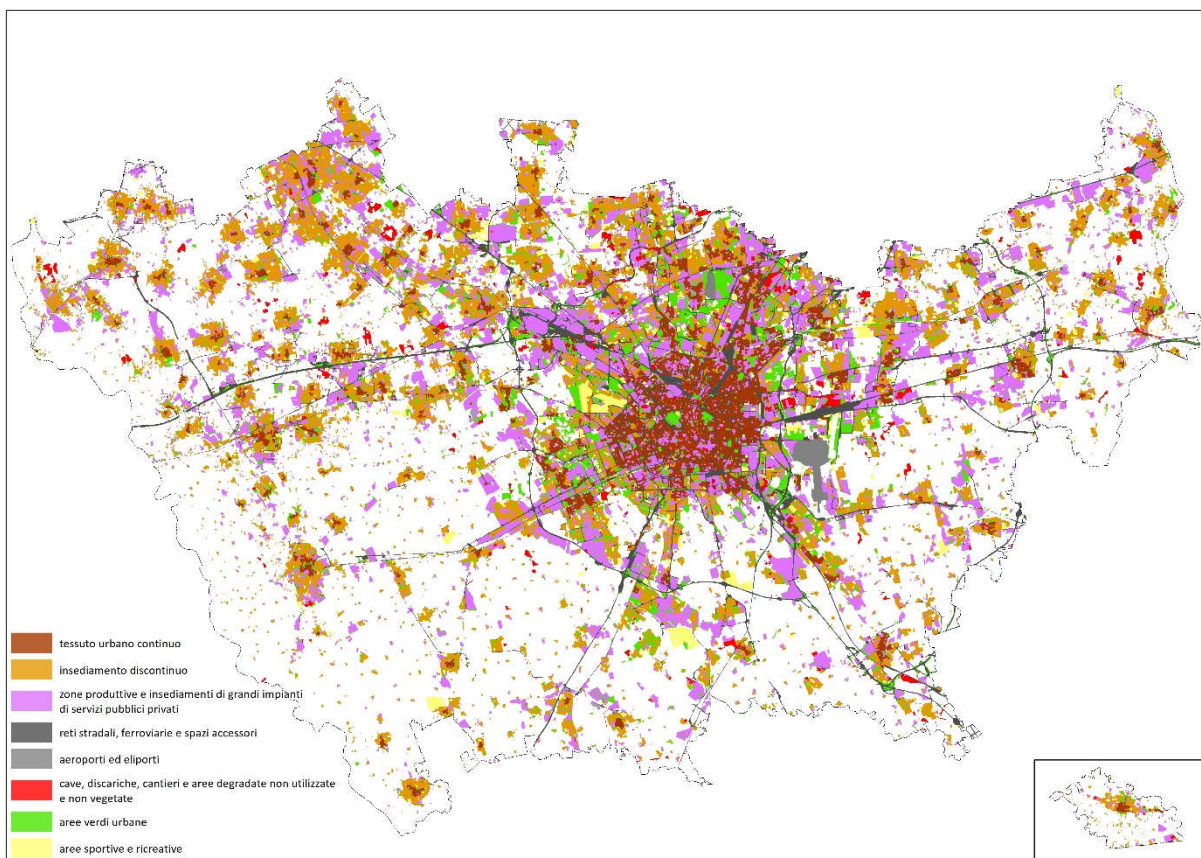 tessuto urbano continuo
insediamento discontinuo
zone produttive e insediamenti di grandi impianti
di servizi pubblici privati
reti stradali, ferroviarie e spazi accessori
aeroporti ed eliporti
cave, discariche, cantieri e aree degradate non utilizzate
e non vegetate
aree verdi urbane
aree sportive e ricreative